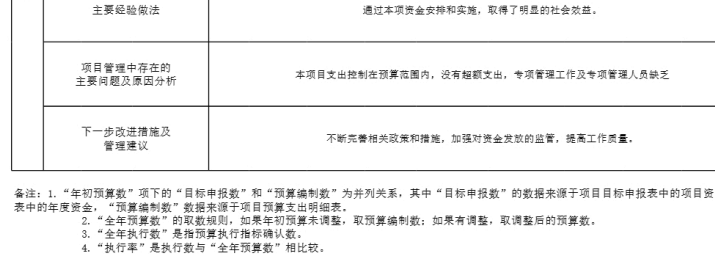 主要经验做法
通过本项资金安排和实施，取得了明显的社会效益。
项目管理中存在的
主要问题及原因分析
本项目支出控制在预算范围内，没有超额支出，专项管理工作及专项管理人员缺乏
下一步改进措施及
管理建议
不断完善相关政策和措施，加强对资金发放的监管，提高工作质量。
备注：1.“年初预算数”项下的“目标申报数”和“预算编制数”为并列关系，其中“目标申报数”的数据来源于项目目标申报表中的项目资
表中的年度资金，“预算编制数”数据来源于项目预算支出明细表。
2.“全年预算数”的取数规则，如果年初预算未调整，取预算编制数；如果有调整，取调整后的预算数。
3.“全年执行数”是指预算执行指标确认数。
4.“执行率”是执行数与“全年预算数”相比较。